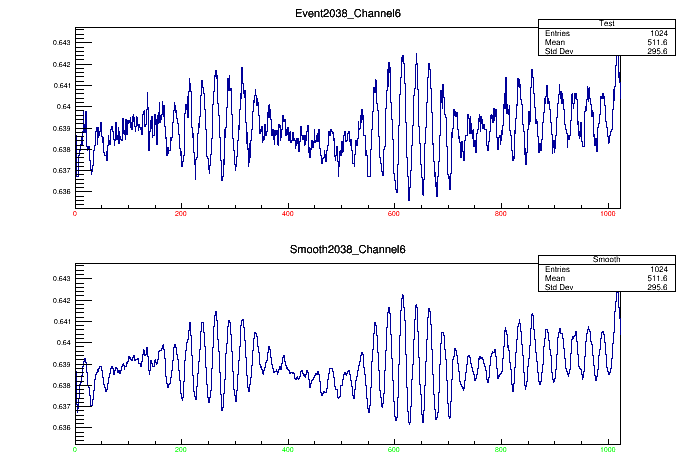 Event2038_Channel6
Test
Entries 1024
Mean 511.6
Std Dev 295.6
0.643
0.642
0.641
0.64
0.639
0.638
0.637
0.636
0 200 400 600 800 1000
Smooth2038_Channel6
Smooth
Entries 1024
Mean 511.6
Std Dev 295.6
0.643
0.642
0.641
0.64
0.639
0.638
0.637
0.636
0 200 400 600 800 1000